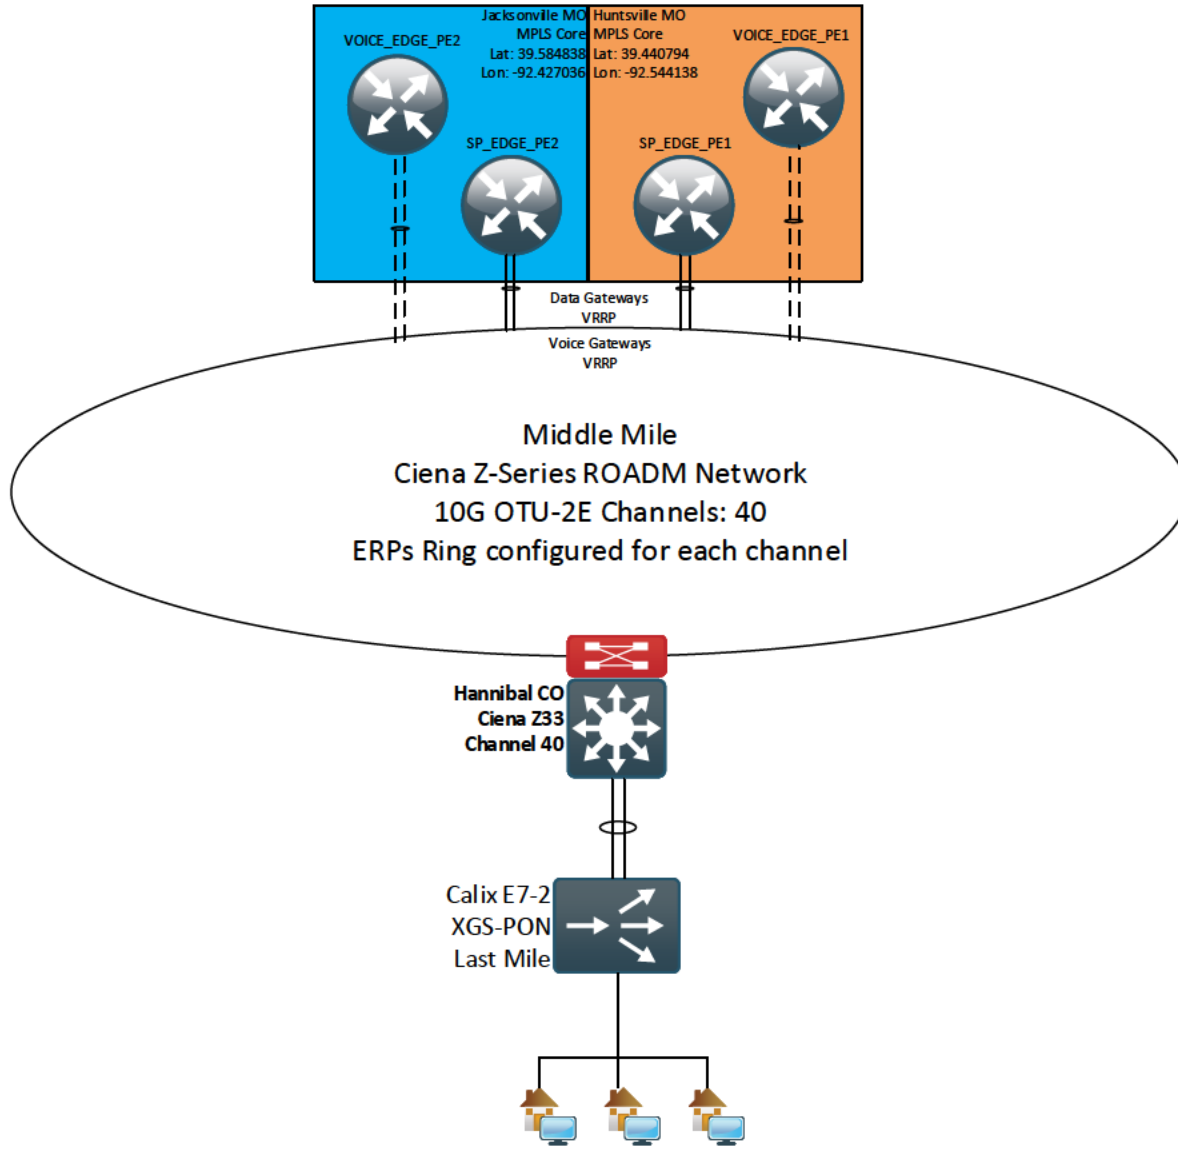 Jacksonville MO
MPLS Core
Lat: 39.584838
Lon: -92.427036
Huntsville MO
MPLS Core
Lat: 39.440794
Lon: -92.544138
VOICE_EDGE_PE2
VOICE_EDGE_PE1
SP_EDGE_PE2
SP_EDGE_PE1
Data Gateways
VRRP
Voice Gateways
VRRP
Middle Mile
Ciena Z-Series ROADM Network
10G OTU-2E Channels: 40
ERPs Ring configured for each channel
Hannibal CO
Ciena Z33
Channel 40
Calix E7-2
XGS-PON
Last Mile